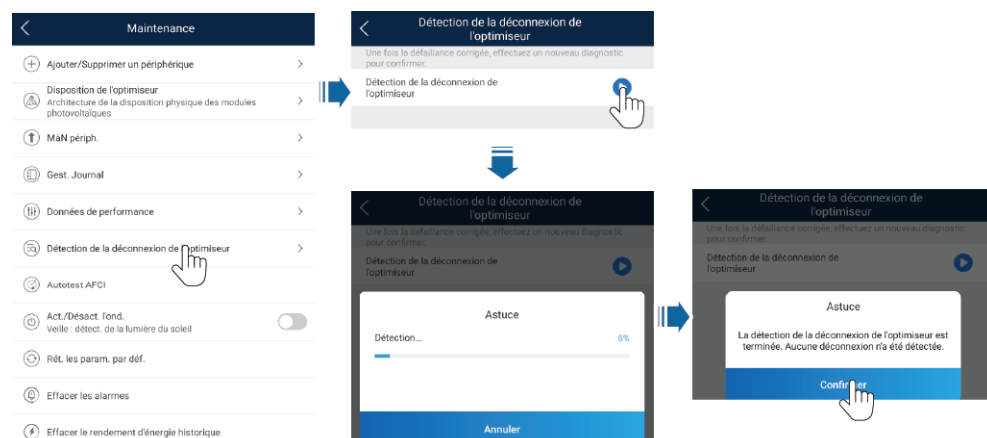 Maintenance
Ajouter/Supprimer un périphérique
Disposition de l'optimiseur
Architecture de la disposition physique des modules
photovoltaïques
MàN périph.
Gest. Journal
Données de performance
Détection de la déconnexion de l'optimiseur
Autotest AFCI
Act./Désact. l'ond.
Veille : détect. de la lumière du soleil
Rét. les param. par déf.
Effacer les alarmes
Effacer le rendement d'énergie historique
Détection de la déconnexion de
l'optimiseur
Une fois la défaillance corrigée, effectuez un nouveau diagnostic
pour confirmer.
Détection de la déconnexion de
l'optimiseur
Détection de la déconnexion de
l'optimiseur
Une fois la défaillance corrigée, effectuez un nouveau diagnostic
pour confirmer.
Détection de la déconnexion de
l'optimiseur
Astuce
Détection... 6%
Annuler
Détection de la déconnexion de
l'optimiseur
Une fois la défaillance corrigée, effectuez un nouveau diagnostic
pour confirmer.
Détection de la déconnexion de
l'optimiseur
Astuce
La détection de la déconnexion de l'optimiseur est
terminée. Aucune déconnexion n'a été détectée.
Confirmer